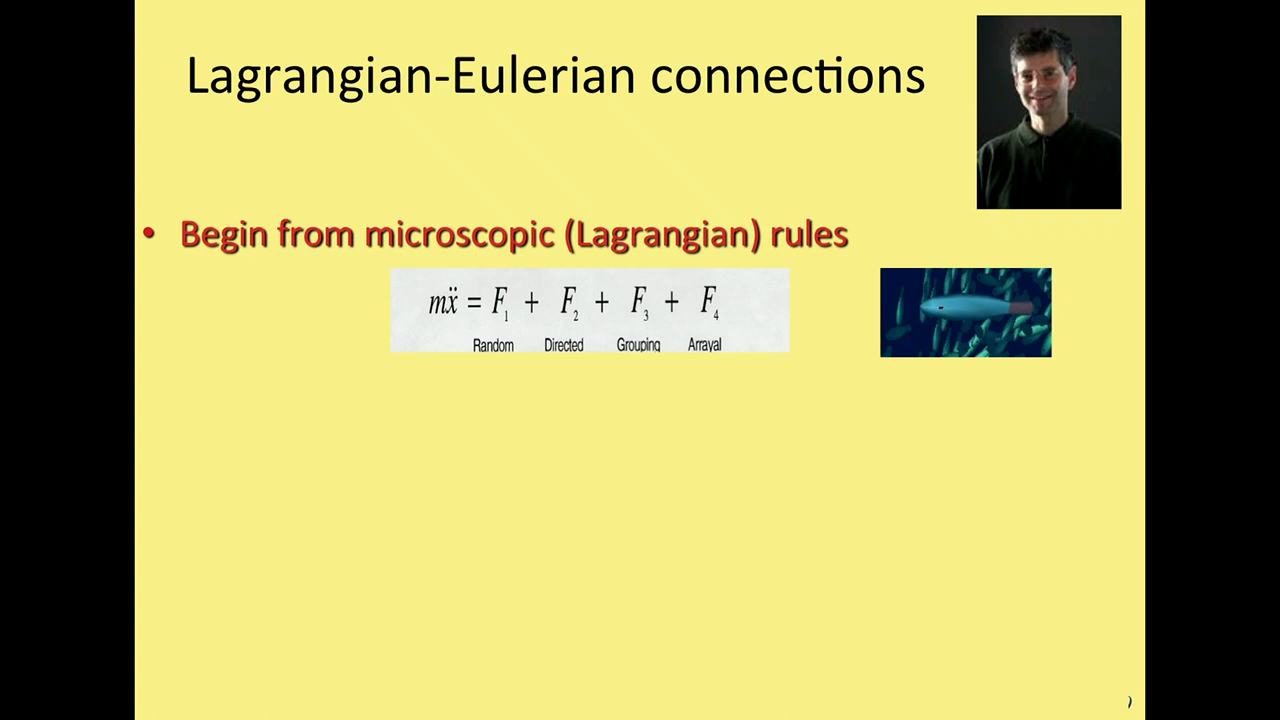 Lagrangian-Eulerian connections
• Begin from microscopic (Lagrangian) rules
mẍ = F₁ + F₂ + F₃ + F₄
Random Directed Grouping Arrayal